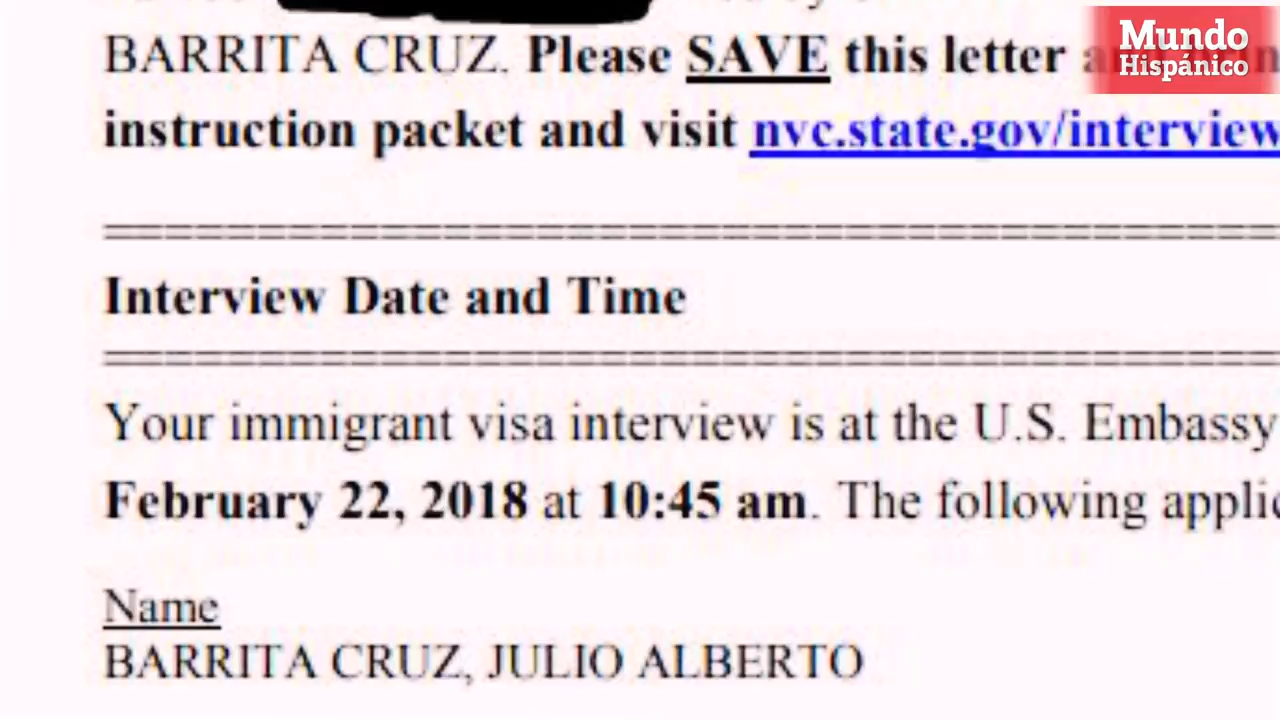 BARRITA CRUZ. Please SAVE this letter
instruction packet and visit nvc.state.gov/interview
Interview Date and Time
Your immigrant visa interview is at the U.S. Embassy
February 22, 2018 at 10:45 am. The following applic
Name
BARRITA CRUZ, JULIO ALBERTO
Mundo
Hispánico